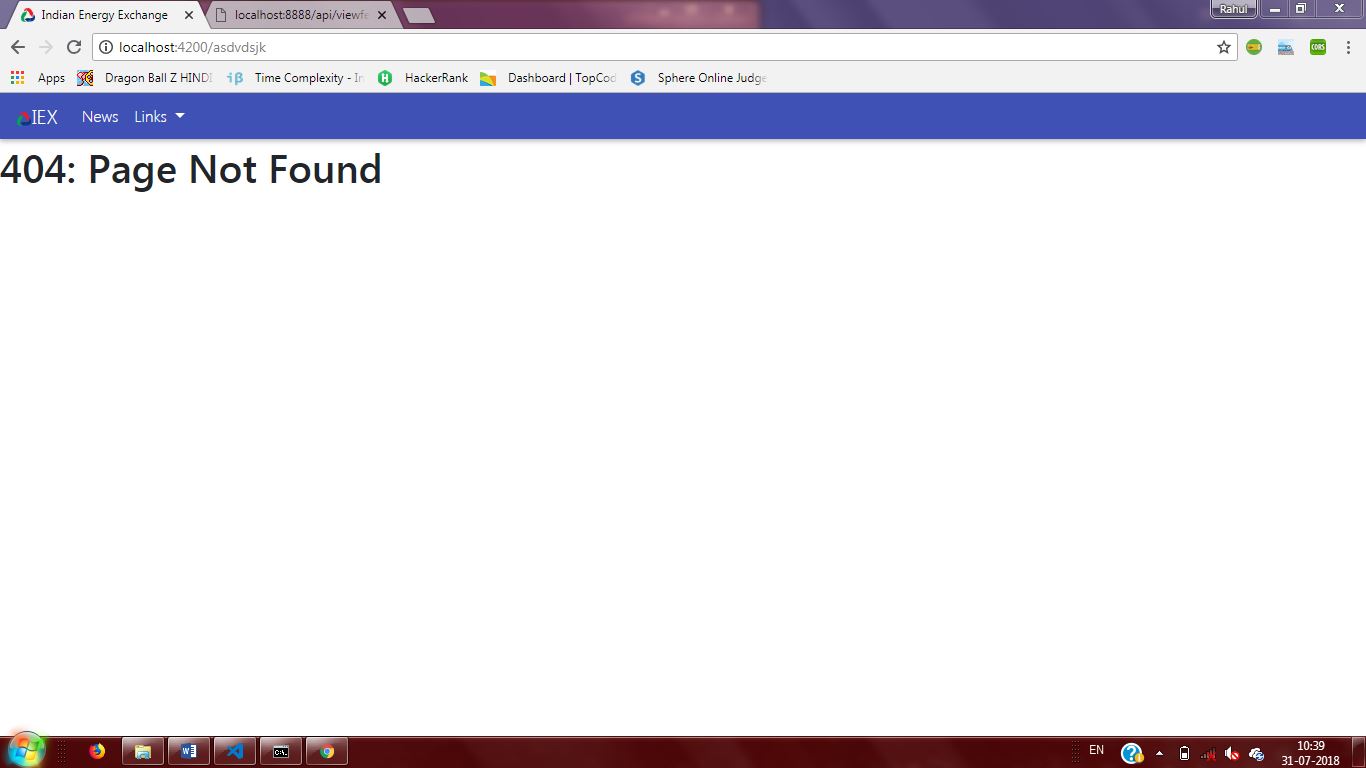 Indian Energy Exchange
localhost:8888/api/viewfe
Rahul
localhost:4200/asdvdsjk
CORS
Apps
Dragon Ball Z HINDI
Time Complexity - In
HackerRank
Dashboard | TopCod
Sphere Online Judge
IEX
News
Links
404: Page Not Found
EN
10:39
31-07-2018